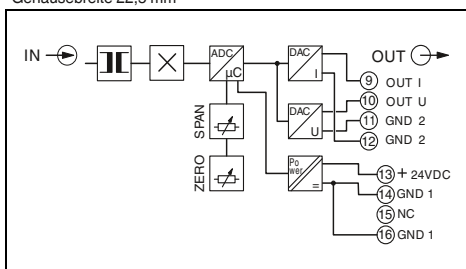 Gehäusebreite 22,5 mm
IN
ADC
µC
DAC
I
OUT
9 OUT I
10 OUT U
11 GND 2
12 GND 2
DAC
U
SPAN
ZERO
Po
wer
=
13 + 24VDC
14 GND 1
15 NC
16 GND 1